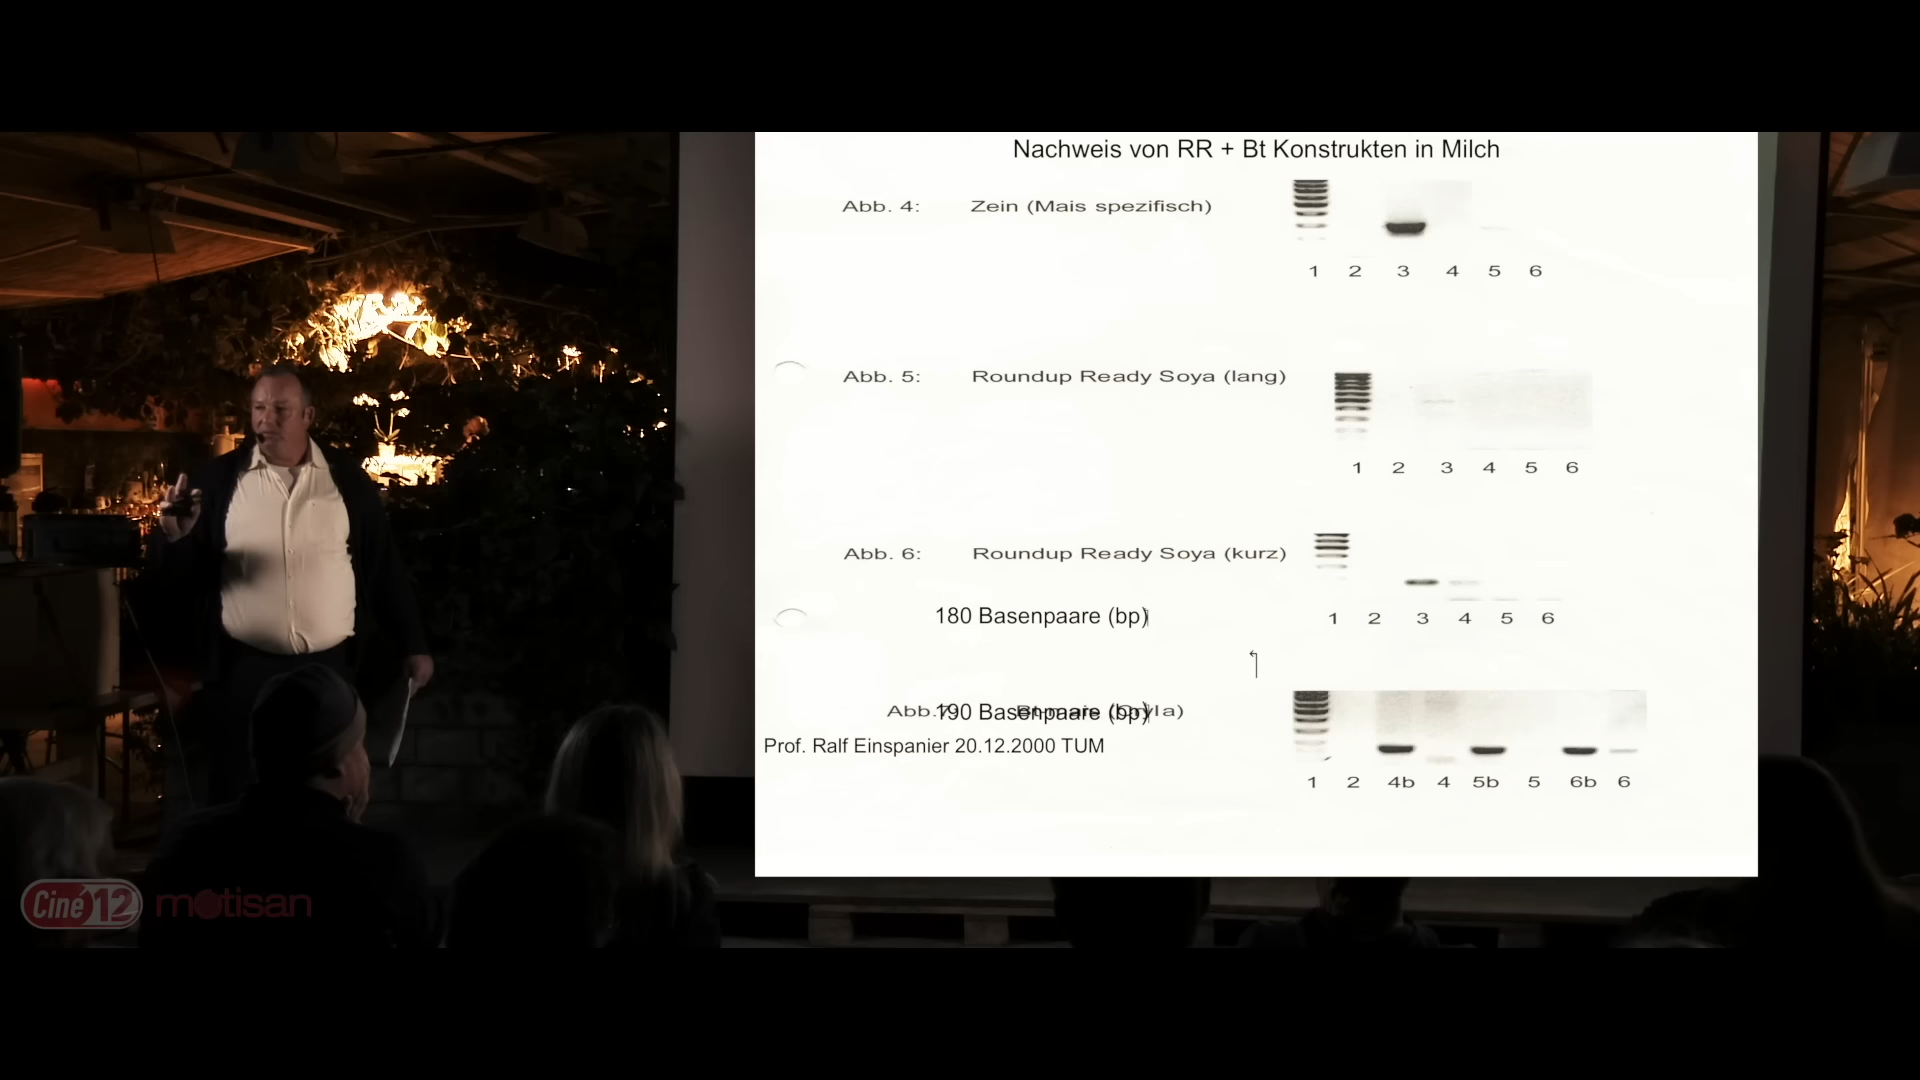 Nachweis von RR + Bt Konstrukten in Milch
Abb. 4: Zein (Mais spezifisch)
1 2 3 4 5 6
Abb. 5: Roundup Ready Soya (lang)
1 2 3 4 5 6
Abb. 6: Roundup Ready Soya (kurz)
180 Basenpaare (bp)
1 2 3 4 5 6
Abb.
190 Basenpaare (bp)
Prof. Ralf Einspanier 20.12.2000 TUM
1 2 4b 4 5b 5 6b 6
Ciné 12 motisan